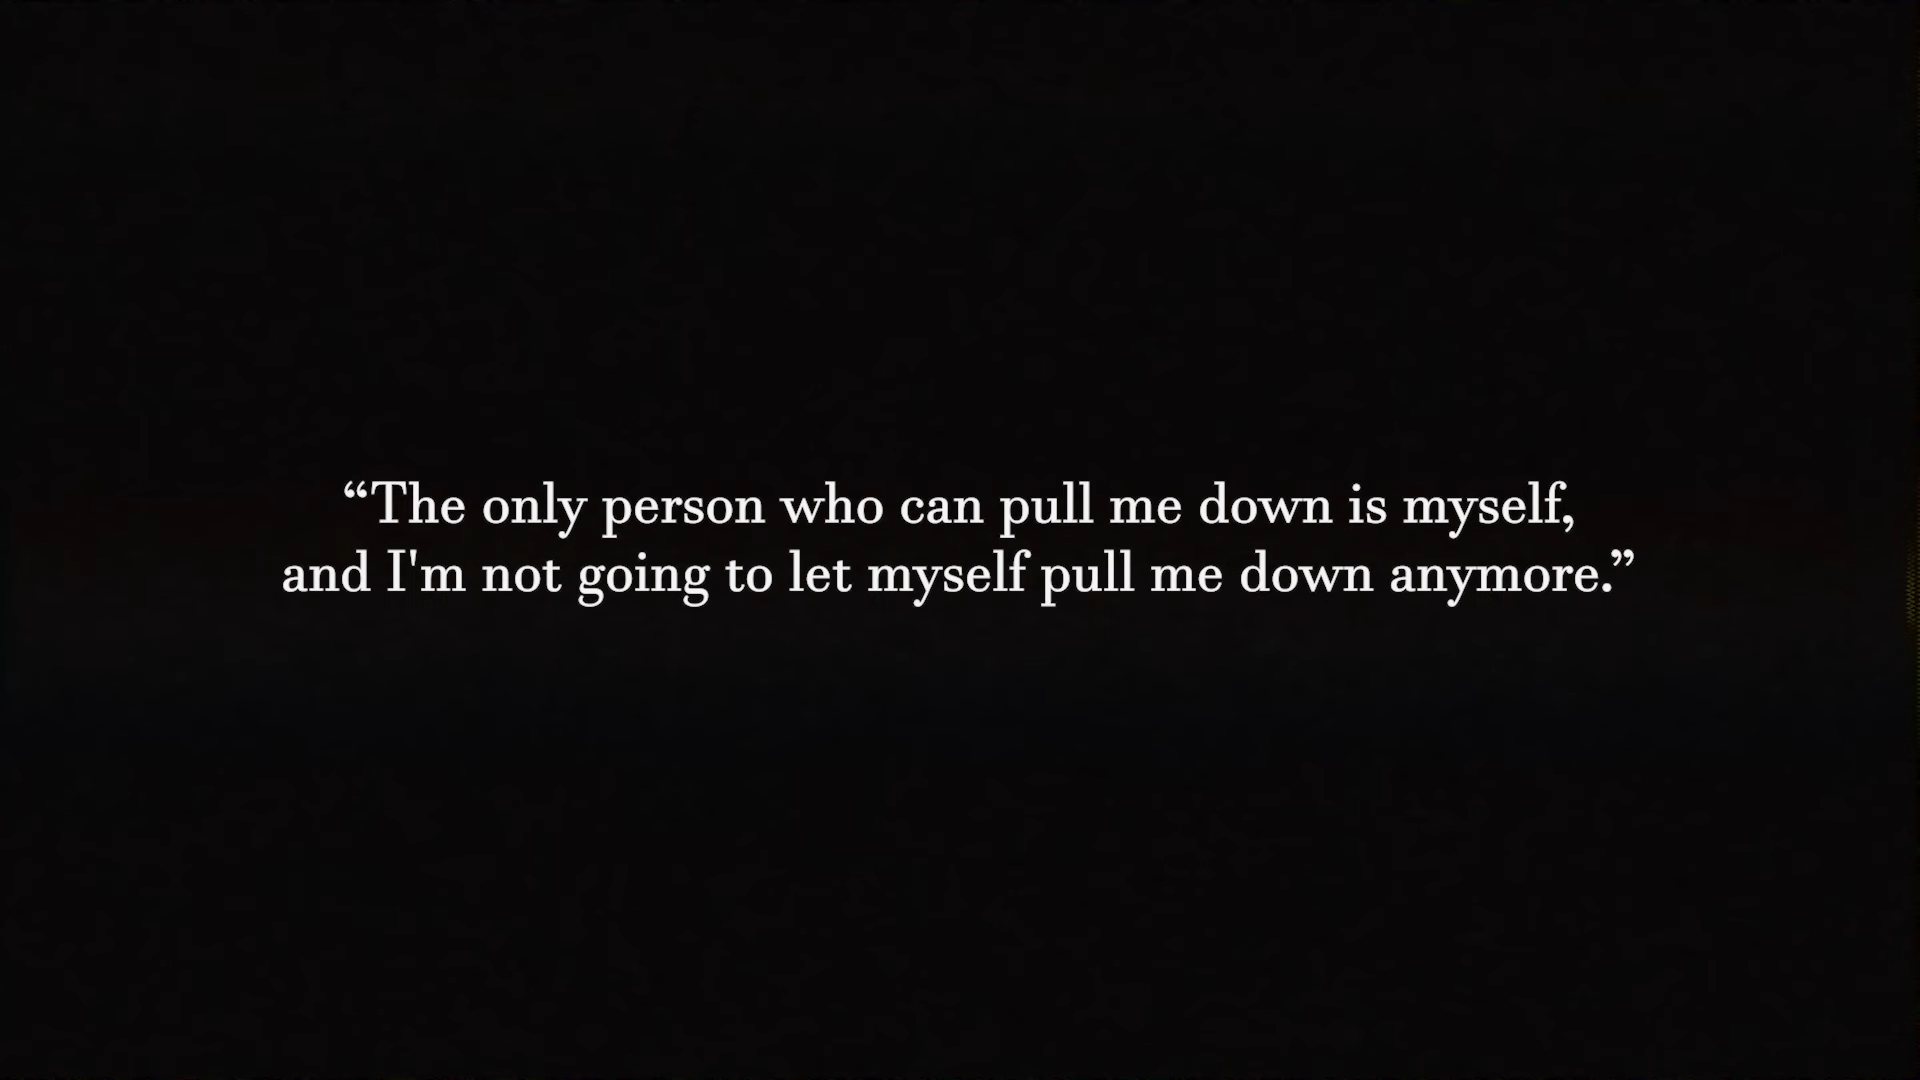 “The only person who can pull me down is myself,
and I'm not going to let myself pull me down anymore.”